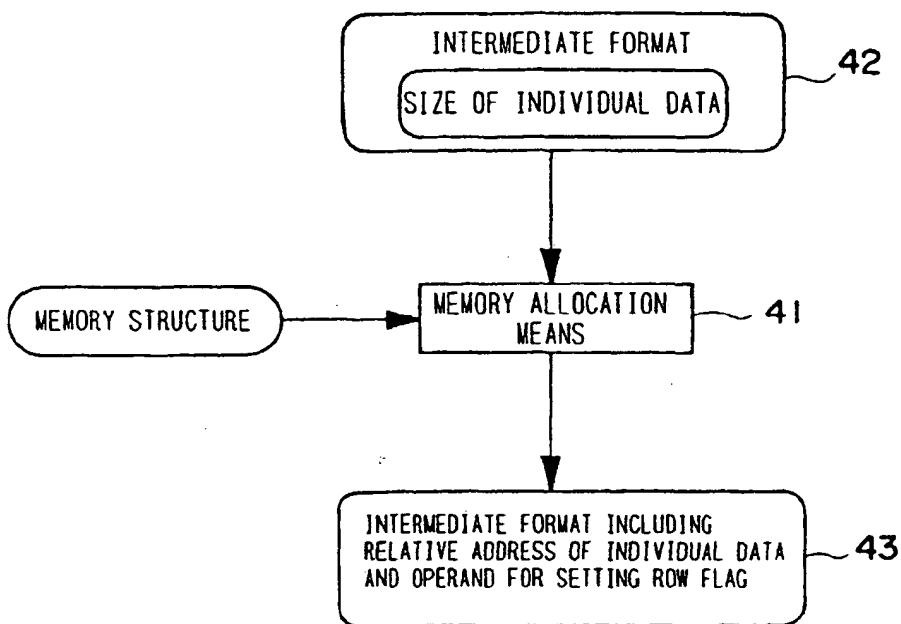 INTERMEDIATE FORMAT
SIZE OF INDIVIDUAL DATA
42
MEMORY STRUCTURE
MEMORY ALLOCATION
MEANS
41
INTERMEDIATE FORMAT INCLUDING
RELATIVE ADDRESS OF INDIVIDUAL DATA
AND OPERAND FOR SETTING ROW FLAG
43